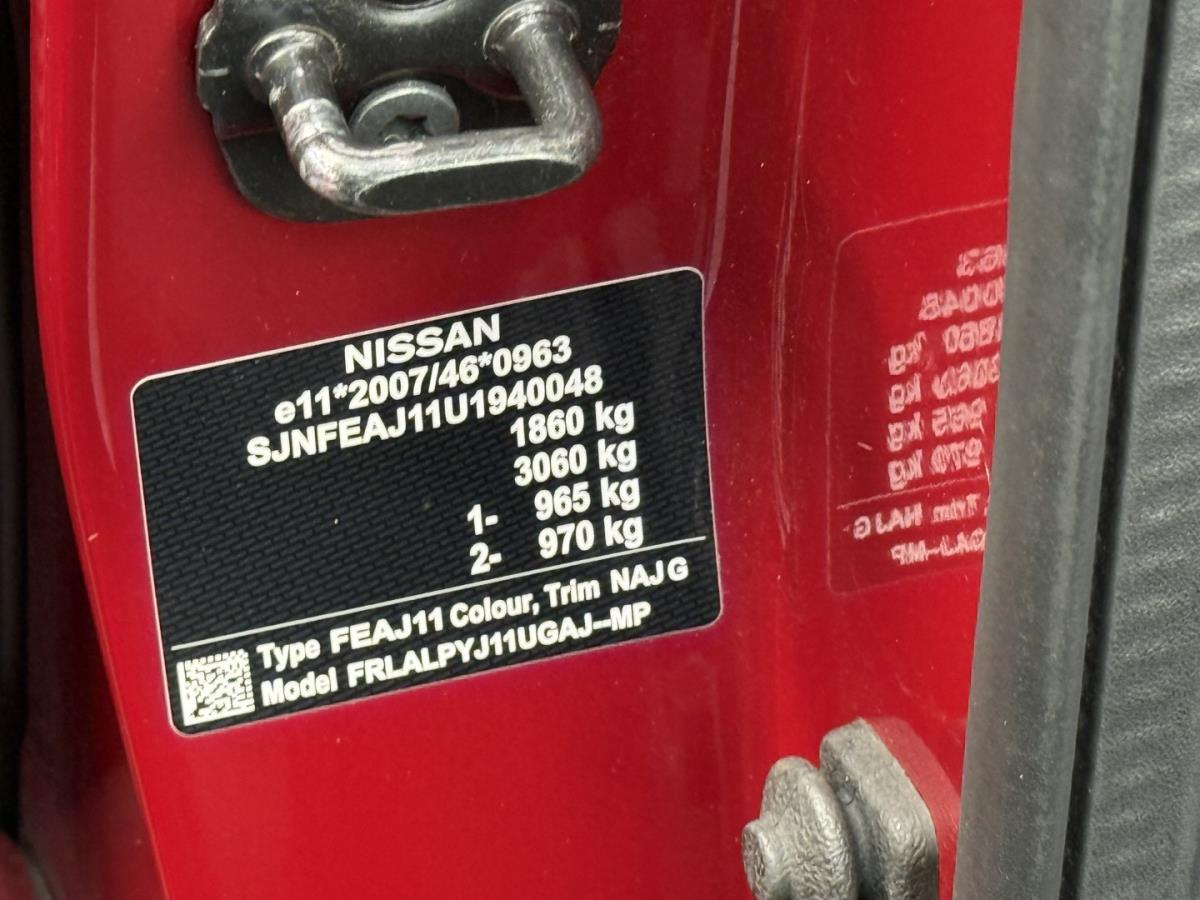 NISSAN
e11*2007/46*0963
SJNFEAJ11U1940048
1860 kg
3060 kg
1- 965 kg
2- 970 kg
Type FEAJ11 Colour, Trim NAJ G
Model FRLALPYJ11UGAJ--MP